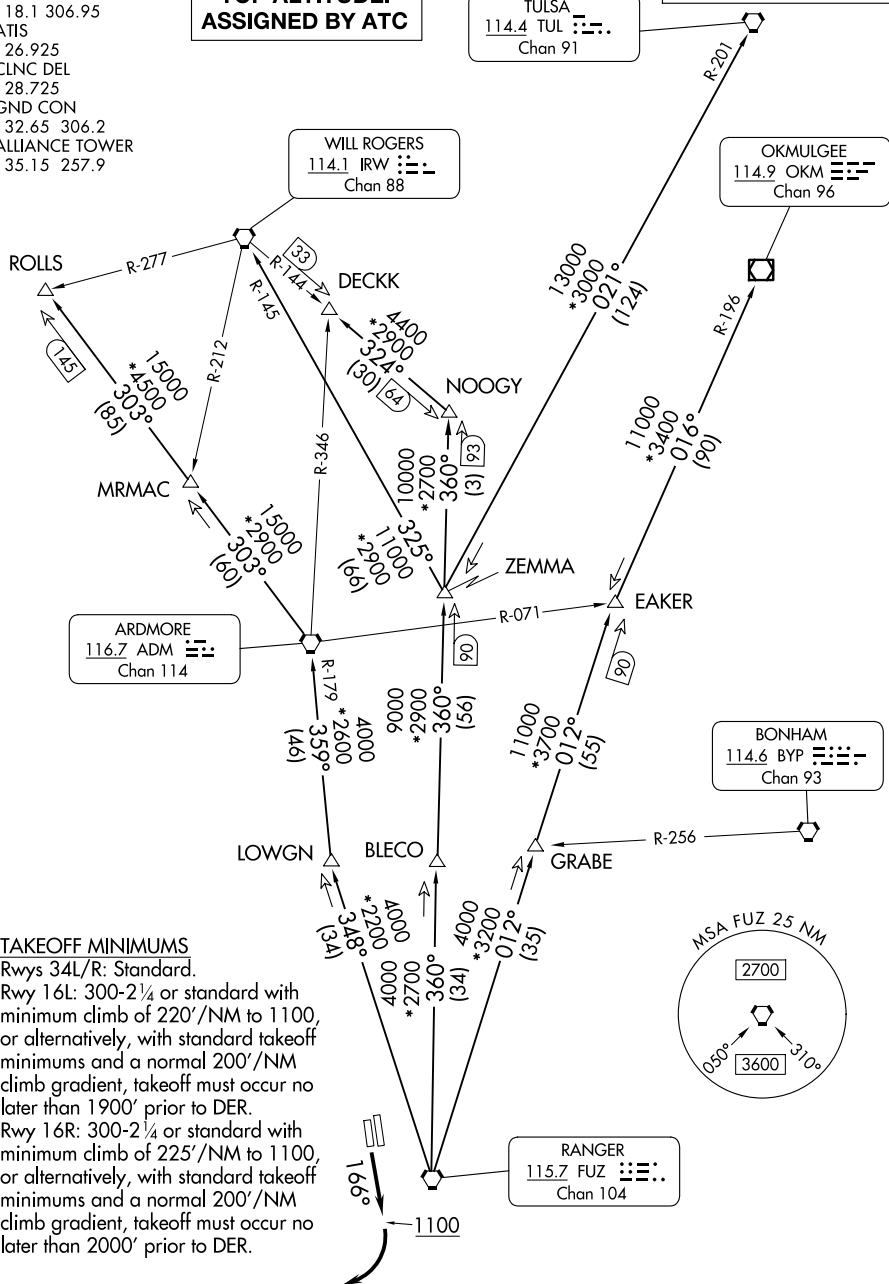 18.1 306.95
ATIS
26.925
CLNC DEL
28.725
GND CON
32.65 306.2
ALLIANCE TOWER
35.15 257.9
ASSIGNED BY ATC
TULSA
114.4 TUL
Chan 91
R-201
WILL ROGERS
114.1 IRW
Chan 88
OKMULGEE
114.9 OKM
Chan 96
ROLLS
R-277
33
R-144
DECKK
R-145
R-212
145
15000
*4500
303°
(85)
4400
*2900
324°
(30)
64
NOOGY
13000
*3000
021°
(124)
R-196
R-346
93
10000
*2700
360°
(3)
11000
*3400
016°
(90)
MRMAC
15000
*2900
303°
(60)
325°
11000
*2900
(66)
ZEMMA
EAKER
R-071
ARDMORE
116.7 ADM
Chan 114
90
90
R-179
4000
*2600
359°
(46)
9000
*2900
360°
(56)
11000
*3700
012°
(55)
BONHAM
114.6 BYP
Chan 93
R-256
LOWGN
BLECO
GRABE
4000
*2200
348°
(34)
4000
*2700
360°
(34)
4000
*3200
012°
(35)
MSA FUZ 25 NM
2700
050°
3600
310°
TAKEOFF MINIMUMS
Rwys 34L/R: Standard.
Rwy 16L: 300-2¼ or standard with
minimum climb of 220'/NM to 1100,
or alternatively, with standard takeoff
minimums and a normal 200'/NM
climb gradient, takeoff must occur no
later than 1900' prior to DER.
Rwy 16R: 300-2¼ or standard with
minimum climb of 225'/NM to 1100,
or alternatively, with standard takeoff
minimums and a normal 200'/NM
climb gradient, takeoff must occur no
later than 2000' prior to DER.
166°
1100
RANGER
115.7 FUZ
Chan 104